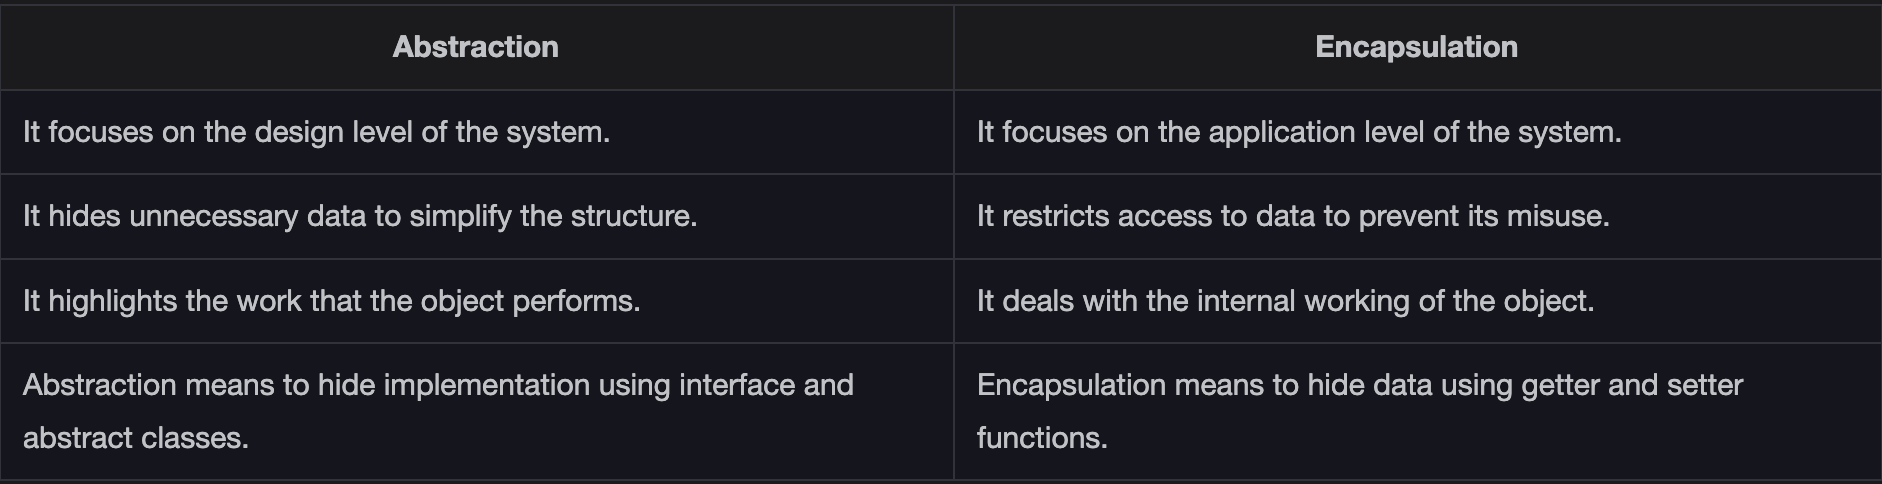 Abstraction
Encapsulation
It focuses on the design level of the system.
It focuses on the application level of the system.
It hides unnecessary data to simplify the structure.
It restricts access to data to prevent its misuse.
It highlights the work that the object performs.
It deals with the internal working of the object.
Abstraction means to hide implementation using interface and
abstract classes.
Encapsulation means to hide data using getter and setter
functions.